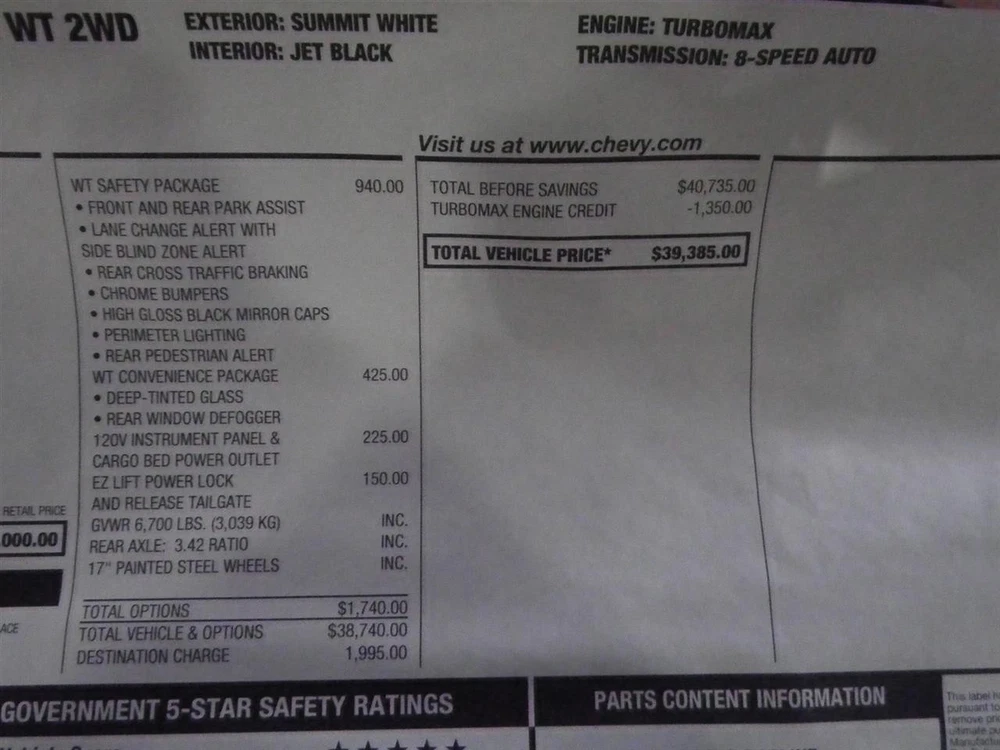 WT 2WD
EXTERIOR: SUMMIT WHITE
INTERIOR: JET BLACK
ENGINE: TURBOMAX
TRANSMISSION: 8-SPEED AUTO
Visit us at www.chevy.com
RETAIL PRICE
000.00
WT SAFETY PACKAGE 940.00
• FRONT AND REAR PARK ASSIST
• LANE CHANGE ALERT WITH
SIDE BLIND ZONE ALERT
• REAR CROSS TRAFFIC BRAKING
• CHROME BUMPERS
• HIGH GLOSS BLACK MIRROR CAPS
• PERIMETER LIGHTING
• REAR PEDESTRIAN ALERT
WT CONVENIENCE PACKAGE 425.00
• DEEP-TINTED GLASS
• REAR WINDOW DEFOGGER
120V INSTRUMENT PANEL & 225.00
CARGO BED POWER OUTLET
EZ LIFT POWER LOCK 150.00
AND RELEASE TAILGATE
GVWR 6,700 LBS. (3,039 KG) INC.
REAR AXLE: 3.42 RATIO INC.
17" PAINTED STEEL WHEELS INC.
TOTAL OPTIONS $1,740.00
TOTAL VEHICLE & OPTIONS $38,740.00
DESTINATION CHARGE 1,995.00
TOTAL BEFORE SAVINGS $40,735.00
TURBOMAX ENGINE CREDIT -1,350.00
TOTAL VEHICLE PRICE* $39,385.00
GOVERNMENT 5-STAR SAFETY RATINGS
PARTS CONTENT INFORMATION
This label
pursuant to
remove
ultimate